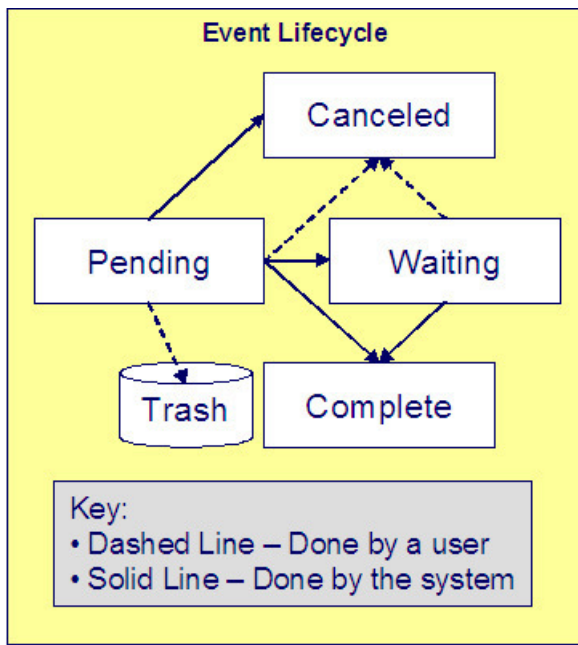 Event Lifecycle
Canceled
Pending
Waiting
Trash
Complete
Key:
• Dashed Line – Done by a user
• Solid Line – Done by the system